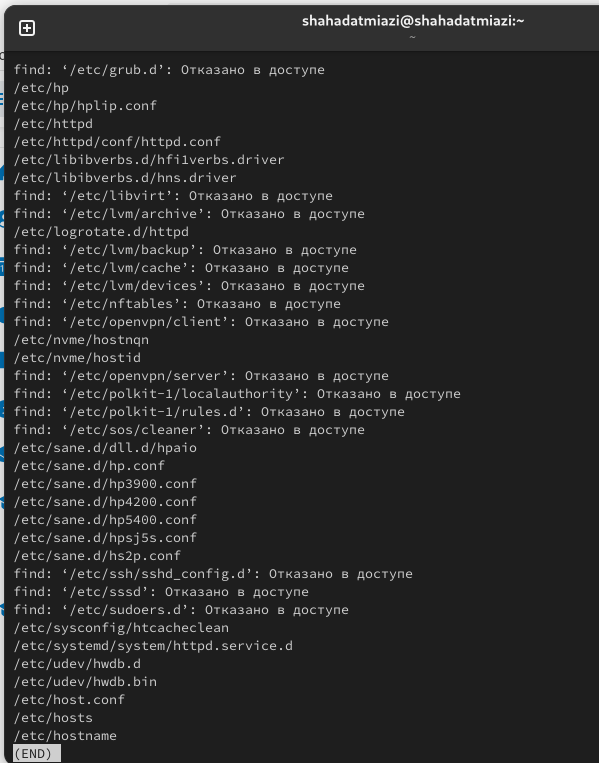 shahadatmiazi@shahadatmiazi:~
~
find: ‘/etc/grub.d’: Отказано в доступе
/etc/hp
/etc/hp/hplip.conf
/etc/httpd
/etc/httpd/conf/httpd.conf
/etc/libibverbs.d/hfi1verbs.driver
/etc/libibverbs.d/hns.driver
find: ‘/etc/libvirt’: Отказано в доступе
find: ‘/etc/lvm/archive’: Отказано в доступе
/etc/logrotate.d/httpd
find: ‘/etc/lvm/backup’: Отказано в доступе
find: ‘/etc/lvm/cache’: Отказано в доступе
find: ‘/etc/lvm/devices’: Отказано в доступе
find: ‘/etc/nftables’: Отказано в доступе
find: ‘/etc/openvpn/client’: Отказано в доступе
/etc/nvme/hostnqn
/etc/nvme/hostid
find: ‘/etc/openvpn/server’: Отказано в доступе
find: ‘/etc/polkit-1/localauthority’: Отказано в доступе
find: ‘/etc/polkit-1/rules.d’: Отказано в доступе
find: ‘/etc/sos/cleaner’: Отказано в доступе
/etc/sane.d/dll.d/hpaio
/etc/sane.d/hp.conf
/etc/sane.d/hp3900.conf
/etc/sane.d/hp4200.conf
/etc/sane.d/hp5400.conf
/etc/sane.d/hpsj5s.conf
/etc/sane.d/hs2p.conf
find: ‘/etc/ssh/sshd_config.d’: Отказано в доступе
find: ‘/etc/sssd’: Отказано в доступе
find: ‘/etc/sudoers.d’: Отказано в доступе
/etc/sysconfig/htcacheclean
/etc/systemd/system/httpd.service.d
/etc/udev/hwdb.d
/etc/udev/hwdb.bin
/etc/host.conf
/etc/hosts
/etc/hostname
(END)